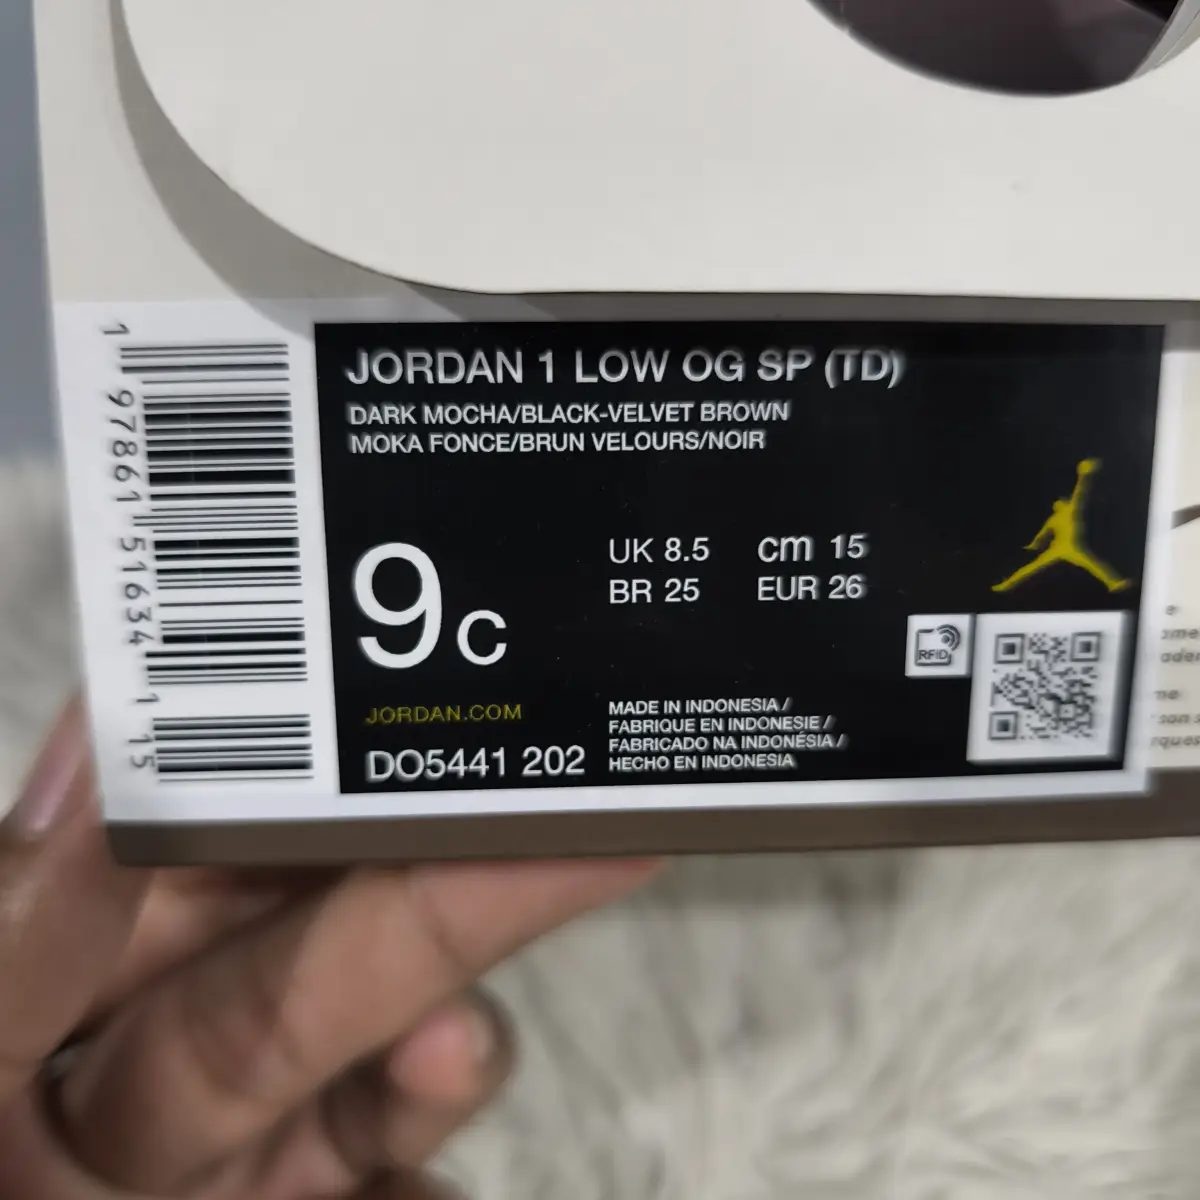 JORDAN 1 LOW OG SP (TD)
DARK MOCHA/BLACK-VELVET BROWN
MOKA FONCE/BRUN VELOURS/NOIR
9c
UK 8.5 cm 15
BR 25 EUR 26
RFID
JORDAN.COM
DO5441 202
MADE IN INDONESIA /
FABRIQUE EN INDONESIE /
FABRICADO NA INDONÉSIA /
HECHO EN INDONESIA
1 97861 51634 1 15